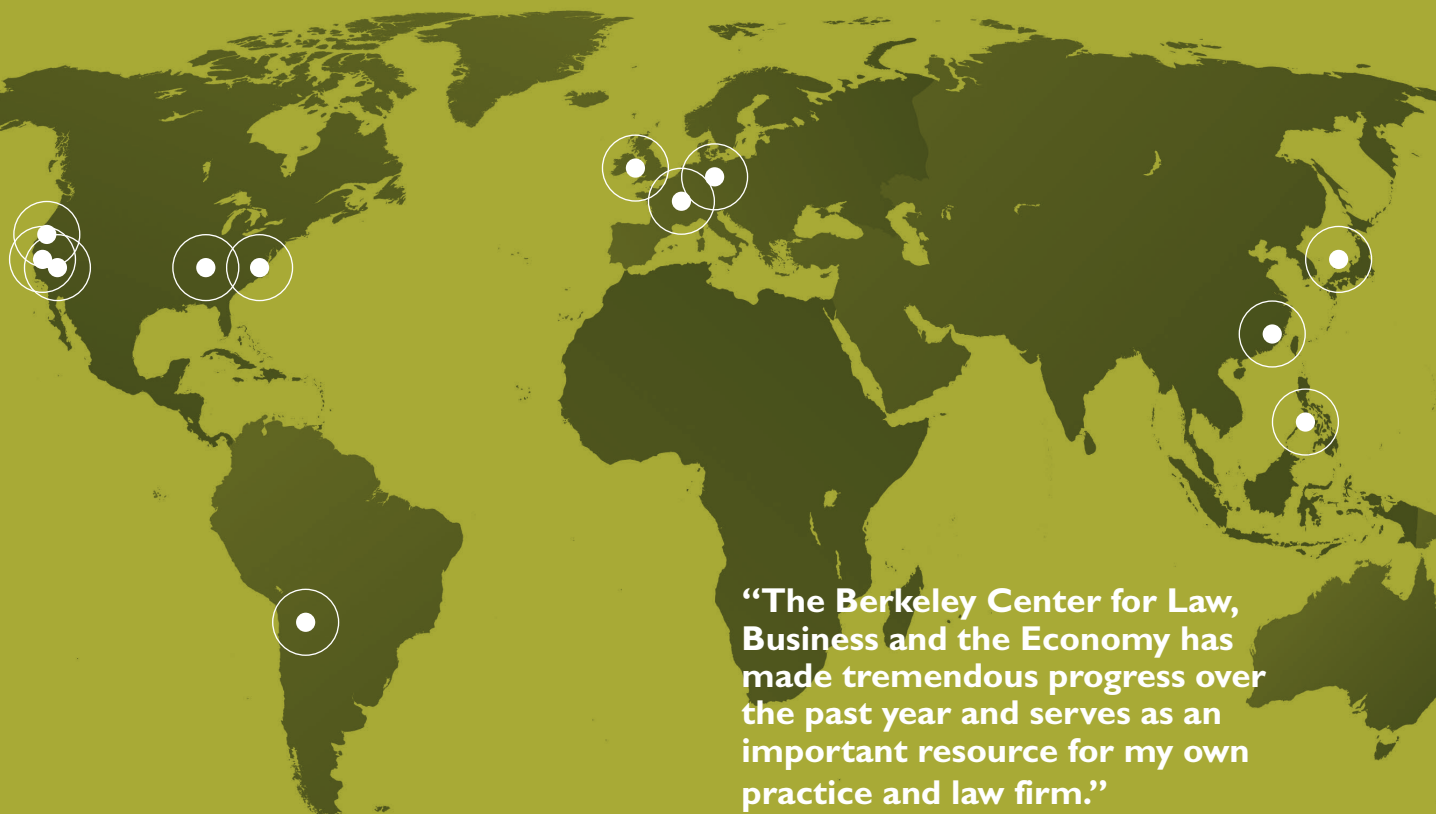 “The Berkeley Center for Law,
Business and the Economy has
made tremendous progress over
the past year and serves as an
important resource for my own
practice and law firm.”